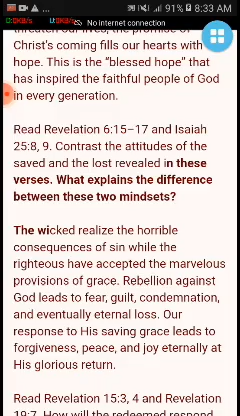 0:0KB/s U:0KB/s No internet connection 91% 8:33 AM
threaten our lives, the promise of
Christ's coming fills our hearts with
hope. This is the "blessed hope" that
has inspired the faithful people of God
in every generation.
Read Revelation 6:15–17 and Isaiah
25:8, 9. Contrast the attitudes of the
saved and the lost revealed in these
verses. What explains the difference
between these two mindsets?
The wicked realize the horrible
consequences of sin while the
righteous have accepted the marvelous
provisions of grace. Rebellion against
God leads to fear, guilt, condemnation,
and eventually eternal loss. Our
response to His saving grace leads to
forgiveness, peace, and joy eternally at
His glorious return.
Read Revelation 15:3, 4 and Revelation
19:7. How will the redeemed respond